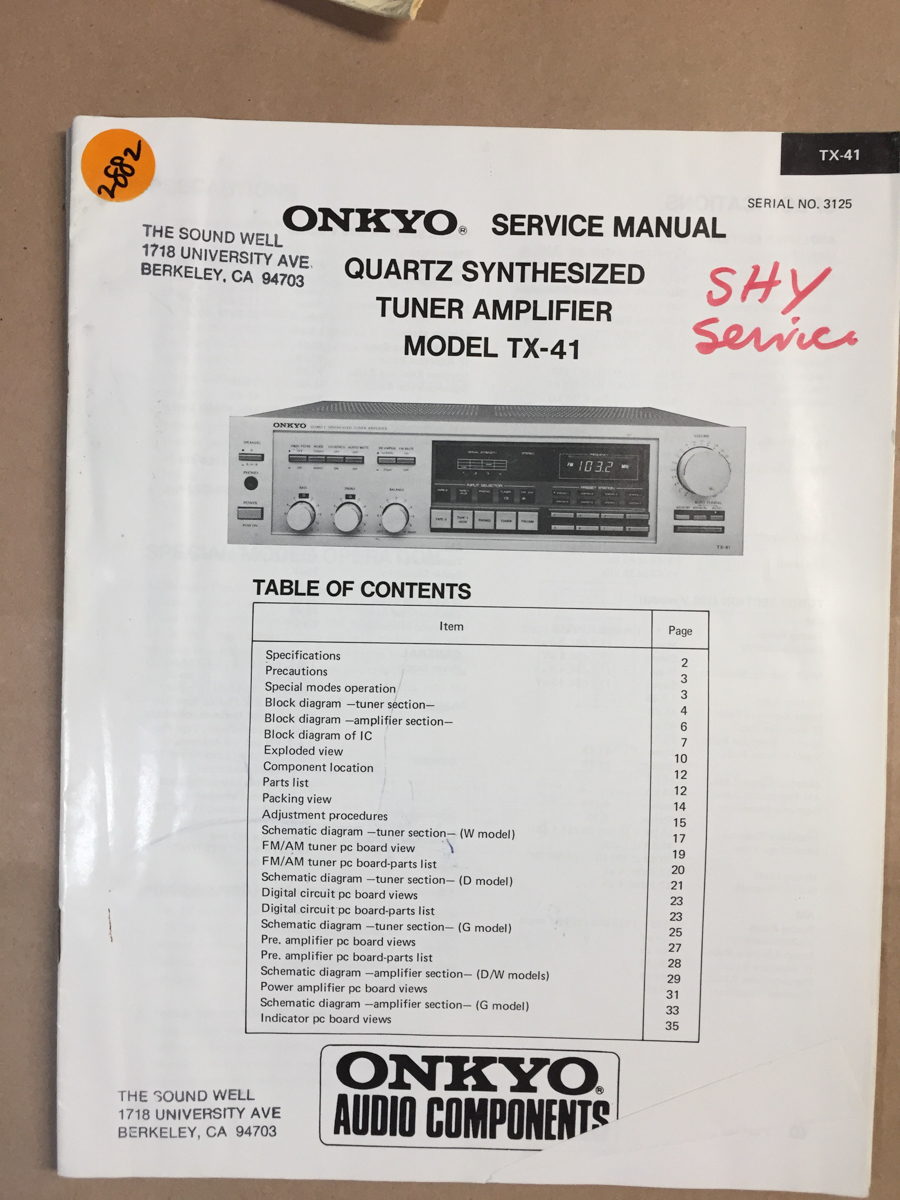 2882
TX-41
SERIAL NO. 3125
ONKYO® SERVICE MANUAL
THE SOUND WELL
1718 UNIVERSITY AVE.
BERKELEY, CA 94703
QUARTZ SYNTHESIZED
TUNER AMPLIFIER
MODEL TX-41
SHY
Service
ONKYO
FM 103.2 MHz
VOLUME
POWER
BASS TREBLE BALANCE
INPUT SELECTOR
PRESET STATION
TX-41
TABLE OF CONTENTS
Item Page
Specifications 2
Precautions 3
Special modes operation 3
Block diagram —tuner section— 4
Block diagram —amplifier section— 6
Block diagram of IC 7
Exploded view 10
Component location 12
Parts list 12
Packing view 14
Adjustment procedures 15
Schematic diagram —tuner section— (W model) 17
FM/AM tuner pc board view 19
FM/AM tuner pc board-parts list 20
Schematic diagram —tuner section— (D model) 21
Digital circuit pc board views 23
Digital circuit pc board-parts list 23
Schematic diagram —tuner section— (G model) 25
Pre. amplifier pc board views 27
Pre. amplifier pc board-parts list 28
Schematic diagram —amplifier section— (D/W models) 29
Power amplifier pc board views 31
Schematic diagram —amplifier section— (G model) 33
Indicator pc board views 35
ONKYO®
AUDIO COMPONENTS
THE SOUND WELL
1718 UNIVERSITY AVE
BERKELEY, CA 94703